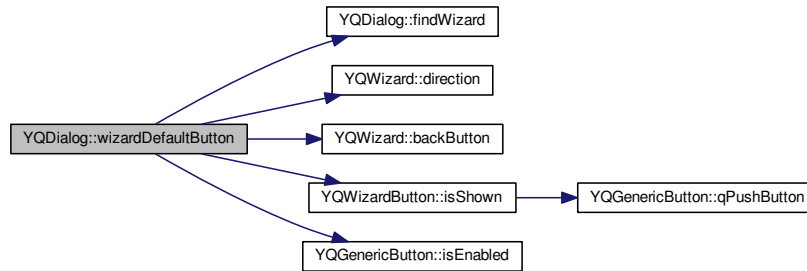 YQDialog::findWizard
YQWizard::direction
YQDialog::wizardDefaultButton
YQWizard::backButton
YQWizardButton::isShown
YQGenericButton::qPushButton
YQGenericButton::isEnabled